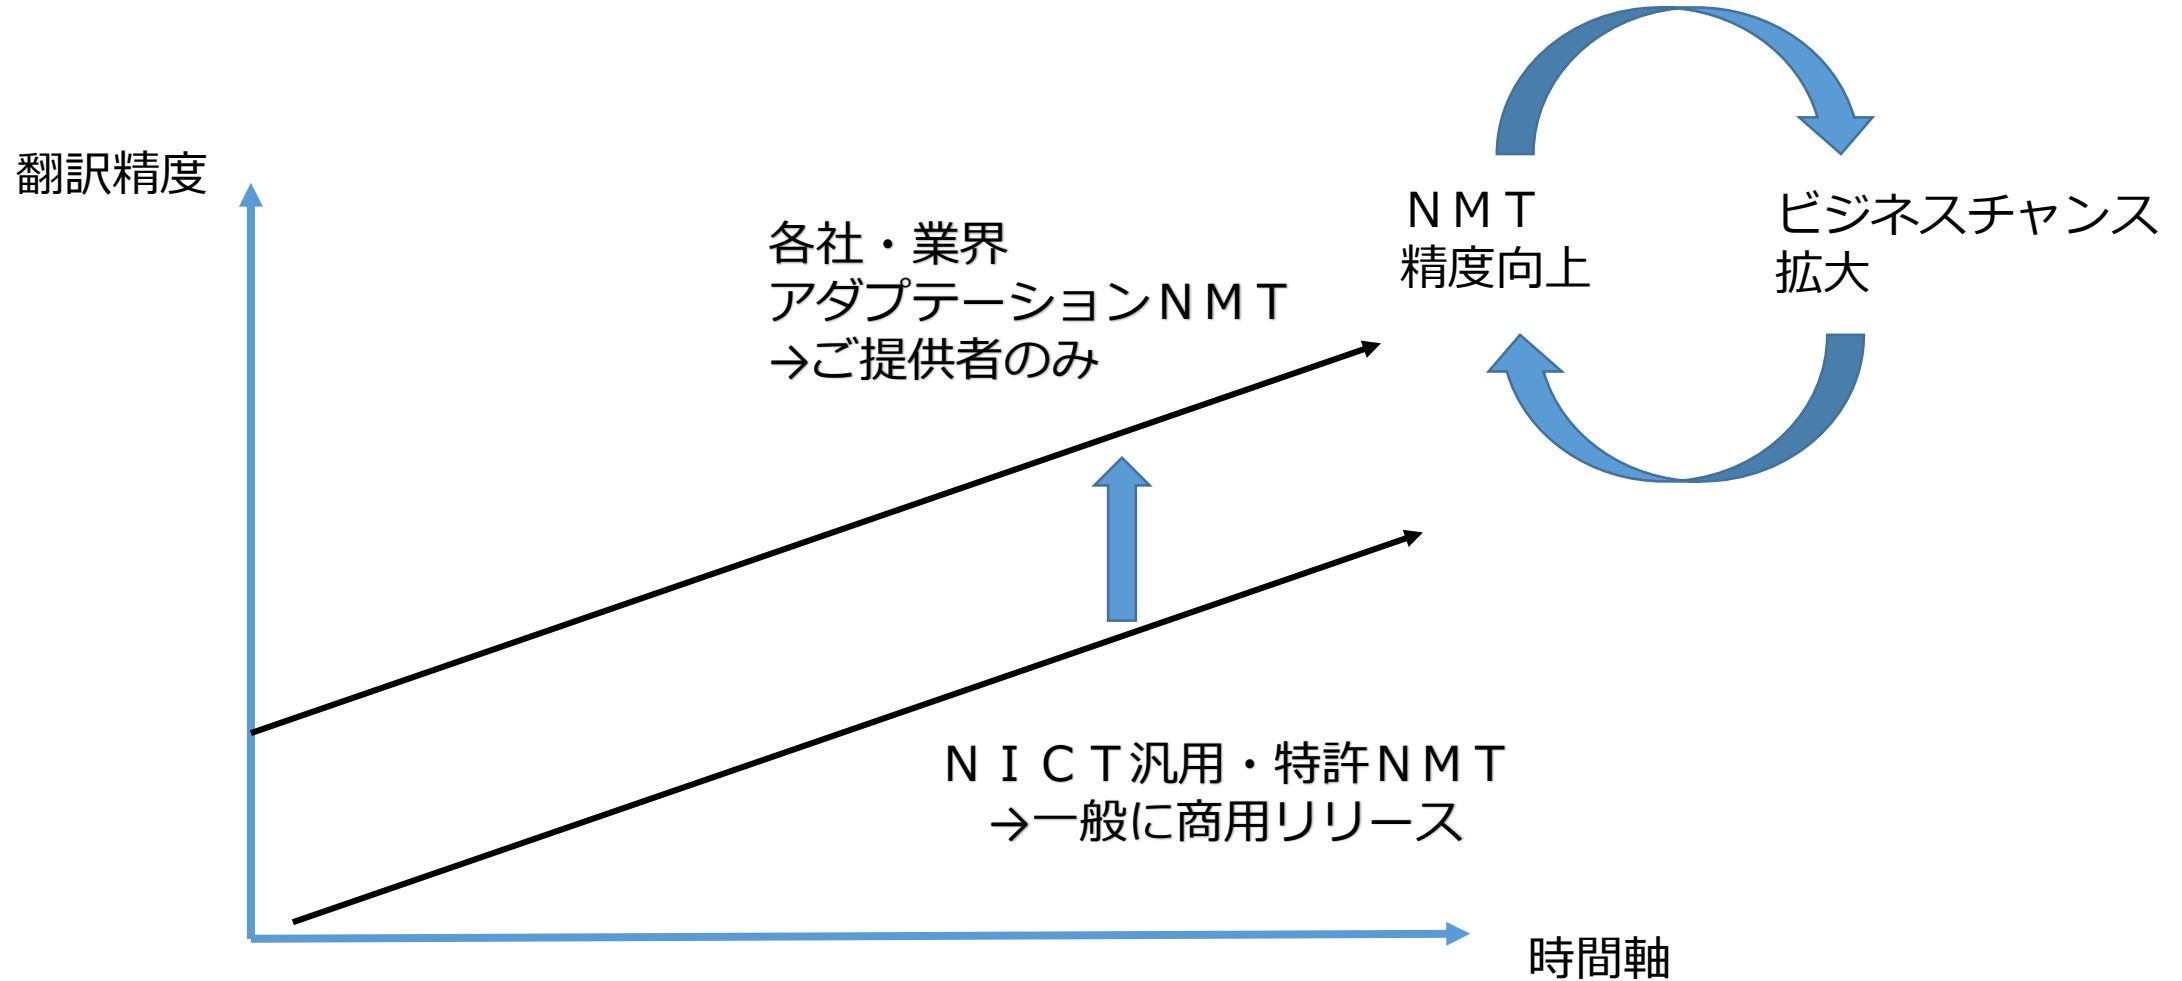 翻訳精度
各社・業界
アダプテーションＮＭＴ
→ご提供者のみ
ＮＭＴ
精度向上
ビジネスチャンス
拡大
ＮＩＣＴ汎用・特許ＮＭＴ
→一般に商用リリース
時間軸